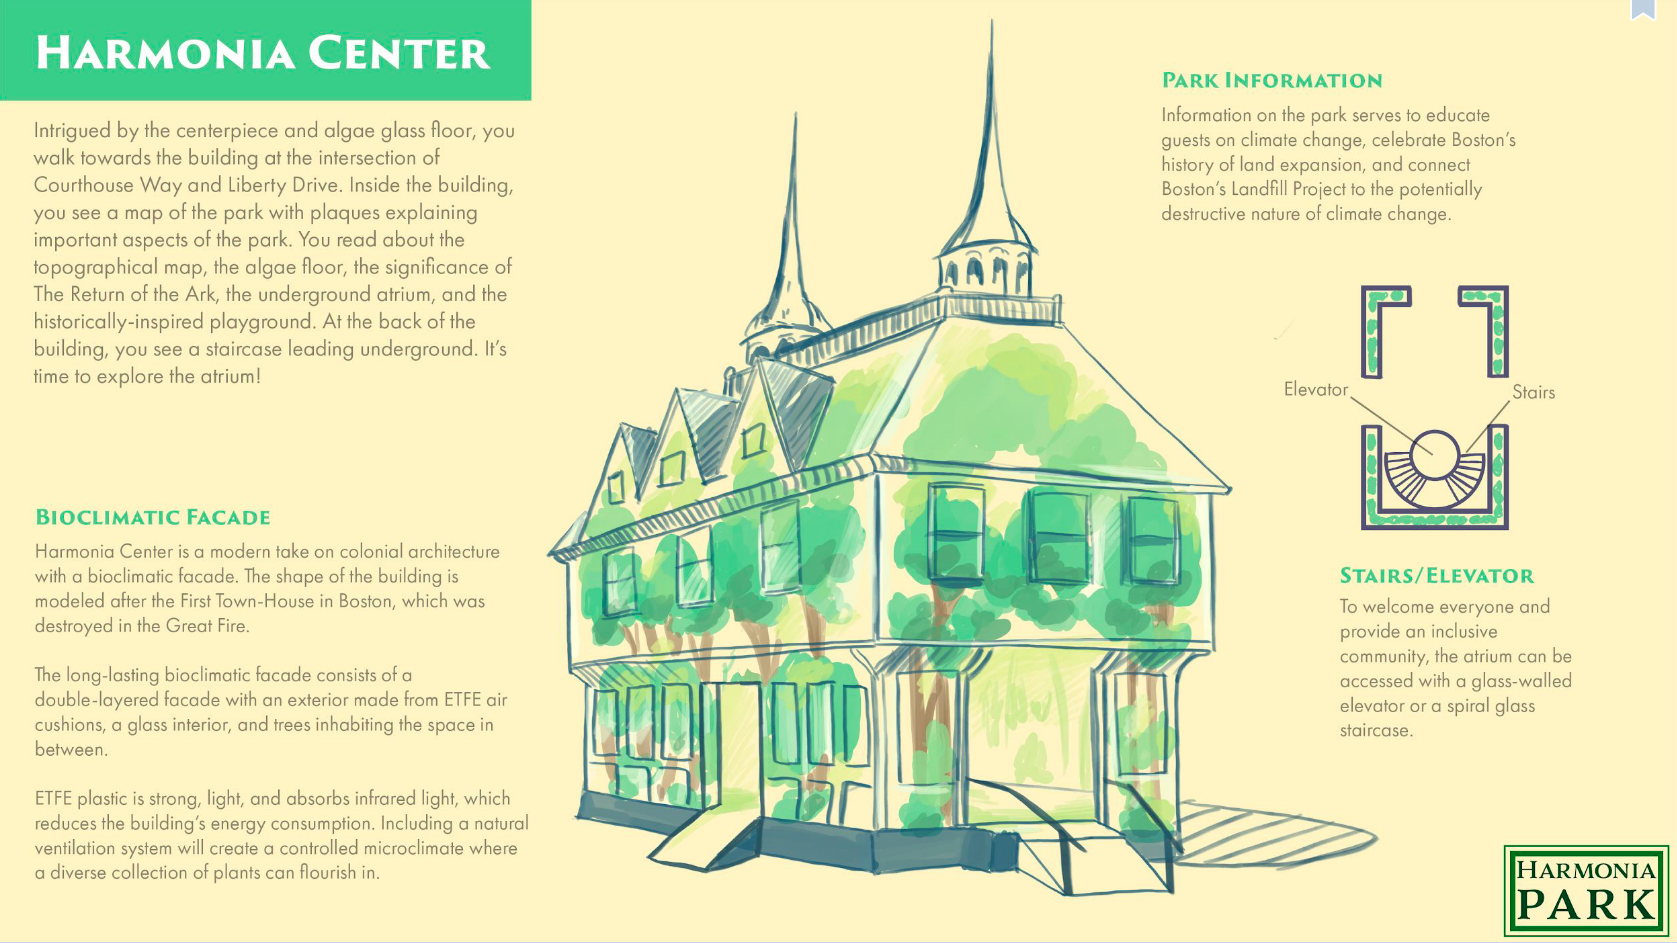 HARMONIA CENTER
Intrigued by the centerpiece and algae glass floor, you
walk towards the building at the intersection of
Courthouse Way and Liberty Drive. Inside the building,
you see a map of the park with plaques explaining
important aspects of the park. You read about the
topographical map, the algae floor, the significance of
The Return of the Ark, the underground atrium, and the
historically-inspired playground. At the back of the
building, you see a staircase leading underground. It's
time to explore the atrium!
BIOCLIMATIC FACADE
Harmonia Center is a modern take on colonial architecture
with a bioclimatic facade. The shape of the building is
modeled after the First Town-House in Boston, which was
destroyed in the Great Fire.
The long-lasting bioclimatic facade consists of a
double-layered facade with an exterior made from ETFE air
cushions, a glass interior, and trees inhabiting the space in
between.
ETFE plastic is strong, light, and absorbs infrared light, which
reduces the building's energy consumption. Including a natural
ventilation system will create a controlled microclimate where
a diverse collection of plants can flourish in.
PARK INFORMATION
Information on the park serves to educate
guests on climate change, celebrate Boston's
history of land expansion, and connect
Boston's Landfill Project to the potentially
destructive nature of climate change.
Elevator
Stairs
STAIRS/ELEVATOR
To welcome everyone and
provide an inclusive
community, the atrium can be
accessed with a glass-walled
elevator or a spiral glass
staircase.
HARMONIA
PARK